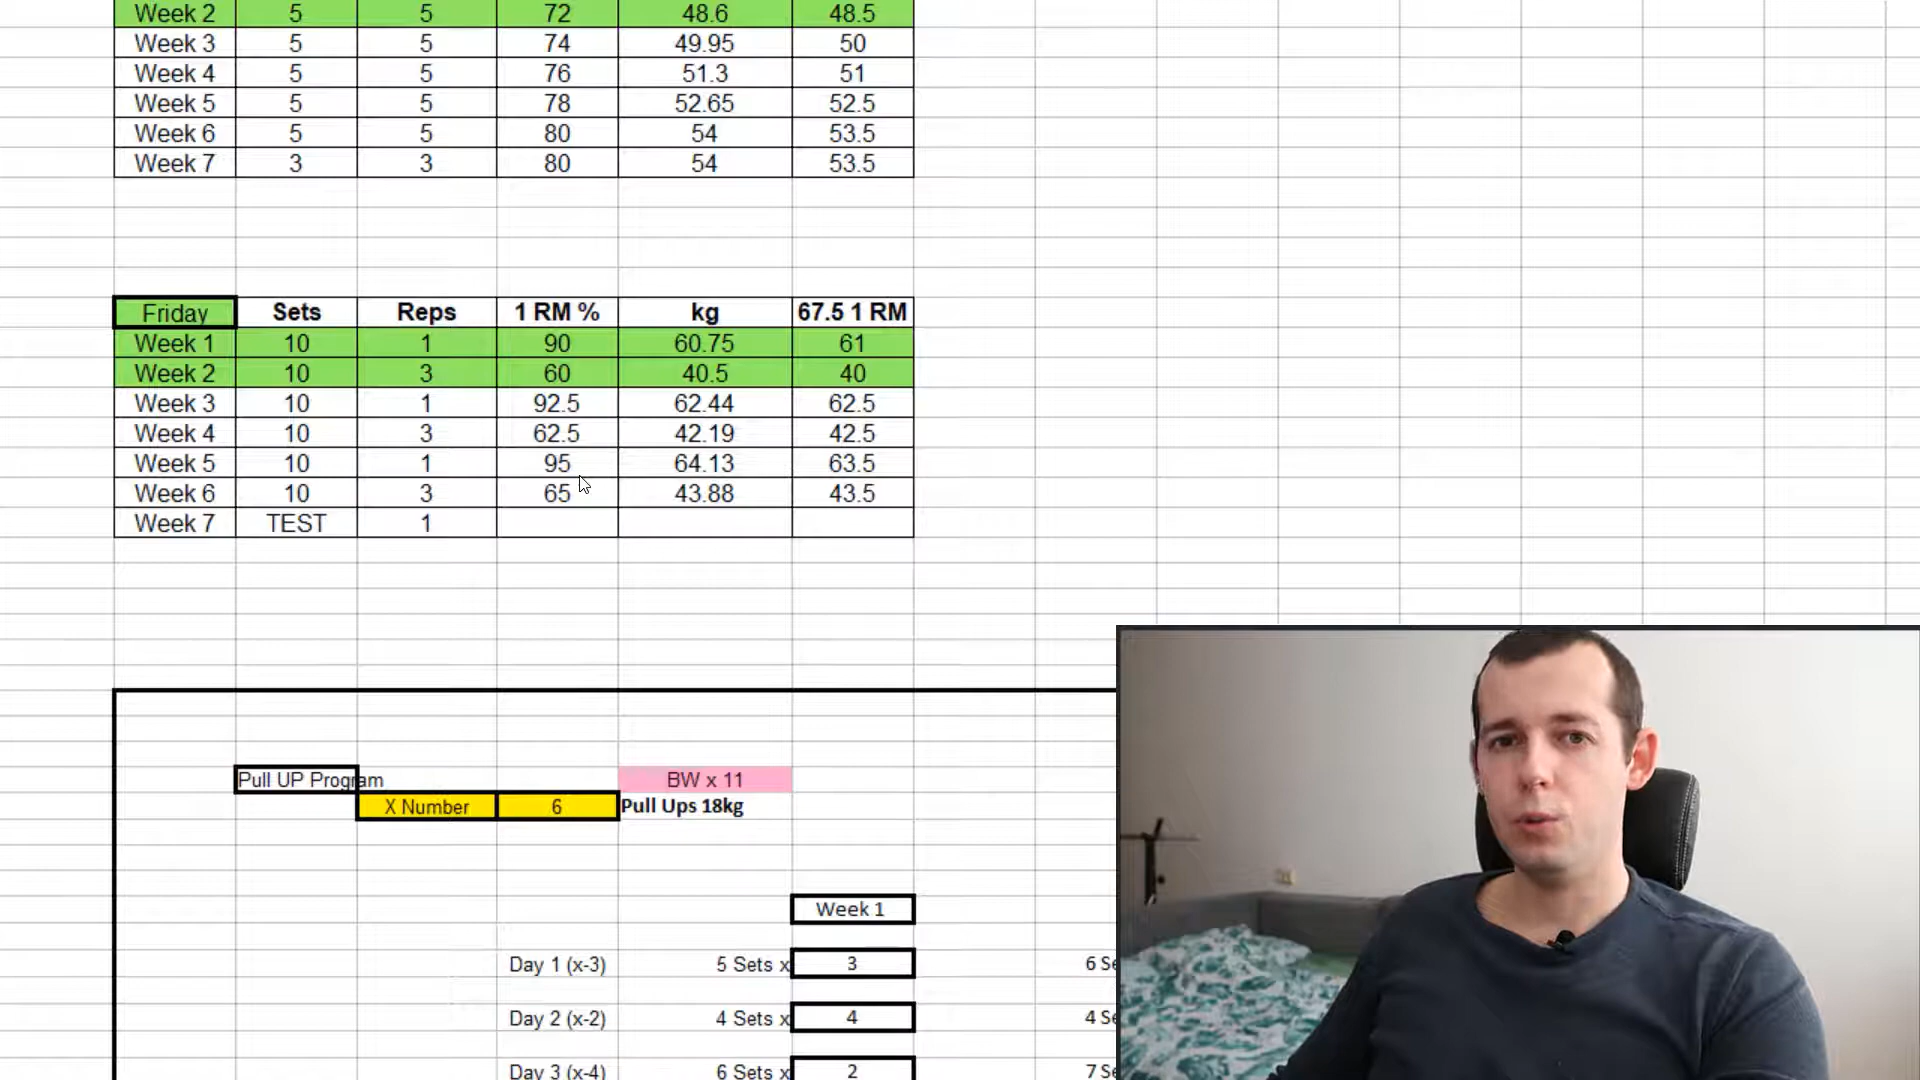 Week 2 5 5 72 48.6 48.5
Week 3 5 5 74 49.95 50
Week 4 5 5 76 51.3 51
Week 5 5 5 78 52.65 52.5
Week 6 5 5 80 54 53.5
Week 7 3 3 80 54 53.5
Friday Sets Reps 1 RM % kg 67.5 1 RM
Week 1 10 1 90 60.75 61
Week 2 10 3 60 40.5 40
Week 3 10 1 92.5 62.44 62.5
Week 4 10 3 62.5 42.19 42.5
Week 5 10 1 95 64.13 63.5
Week 6 10 3 65 43.88 43.5
Week 7 TEST 1
Pull UP Program BW x 11
X Number 6 Pull Ups 18kg
Week 1
Day 1 (x-3) 5 Sets x 3 6 Se
Day 2 (x-2) 4 Sets x 4 4 Se
Day 3 (x-4) 6 Sets x 2 7 Se